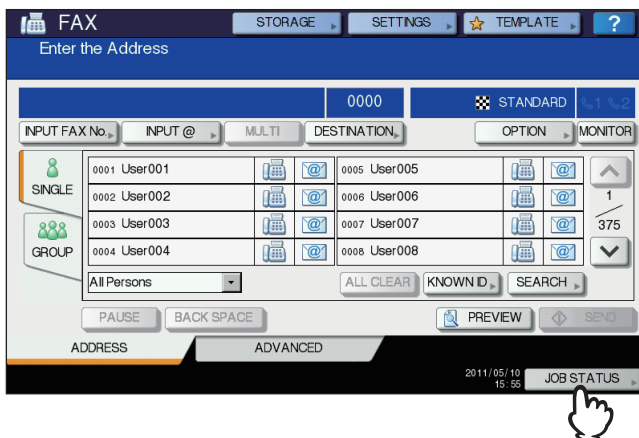 FAX STORAGE SETTINGS TEMPLATE ?
Enter the Address
0000 STANDARD 1 2
INPUT FAX No. INPUT @ MULTI DESTINATION OPTION MONITOR
SINGLE
GROUP
0001 User001 @ 0005 User005 @
0002 User002 @ 0006 User006 @
0003 User003 @ 0007 User007 @
0004 User004 @ 0008 User008 @
1
375
All Persons ALL CLEAR KNOWN ID SEARCH
PAUSE BACK SPACE PREVIEW SEND
ADDRESS ADVANCED
2011/05/10
15:55
JOB STATUS